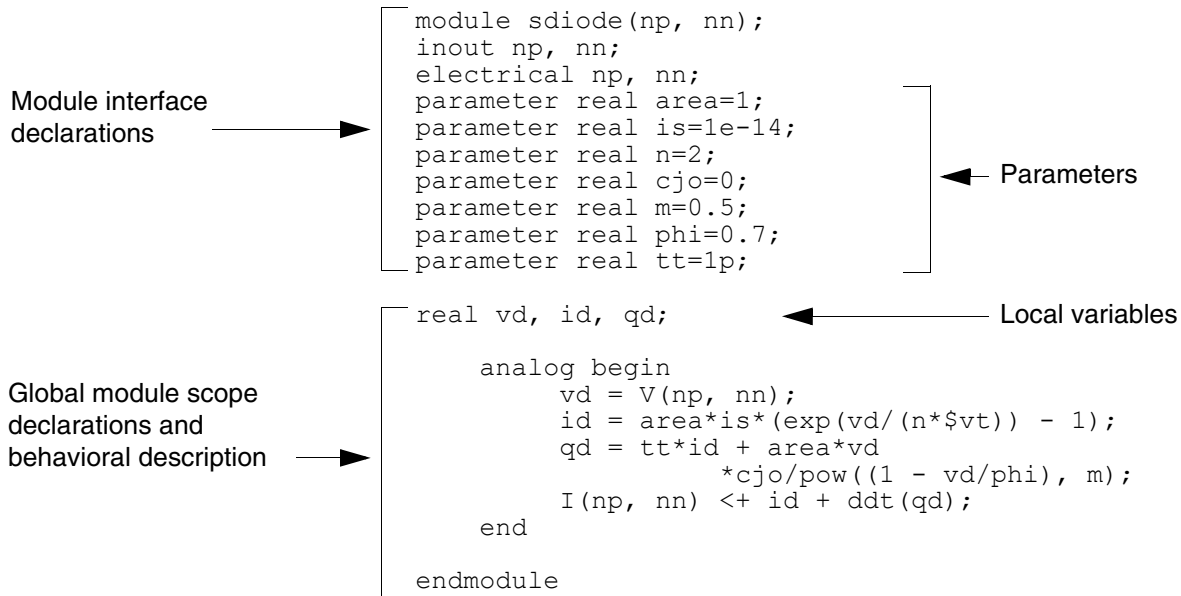 module sdiode(np, nn);
inout np, nn;
electrical np, nn;
parameter real area=1;
parameter real is=1e-14;
parameter real n=2;
parameter real cjo=0;
parameter real m=0.5;
parameter real phi=0.7;
parameter real tt=1p;
Module interface
declarations
Parameters
real vd, id, qd;
Local variables
analog begin
vd = V(np, nn);
id = area*is*(exp(vd/(n*$vt)) - 1);
qd = tt*id + area*vd
*cjo/pow((1 - vd/phi), m);
I(np, nn) <+ id + ddt(qd);
end
endmodule
Global module scope
declarations and
behavioral description